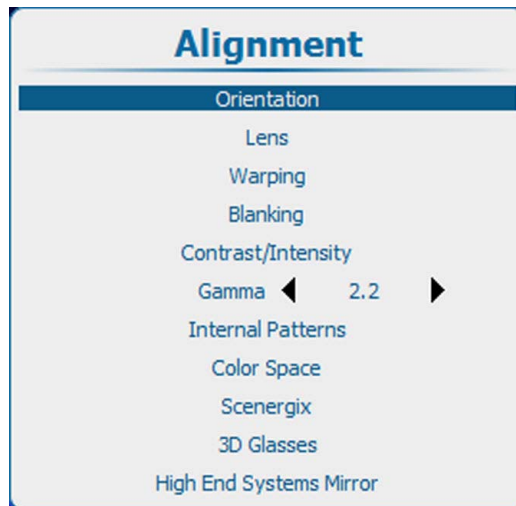 Alignment
Orientation
Lens
Warping
Blanking
Contrast/Intensity
Gamma 2.2
Internal Patterns
Color Space
Scenergix
3D Glasses
High End Systems Mirror